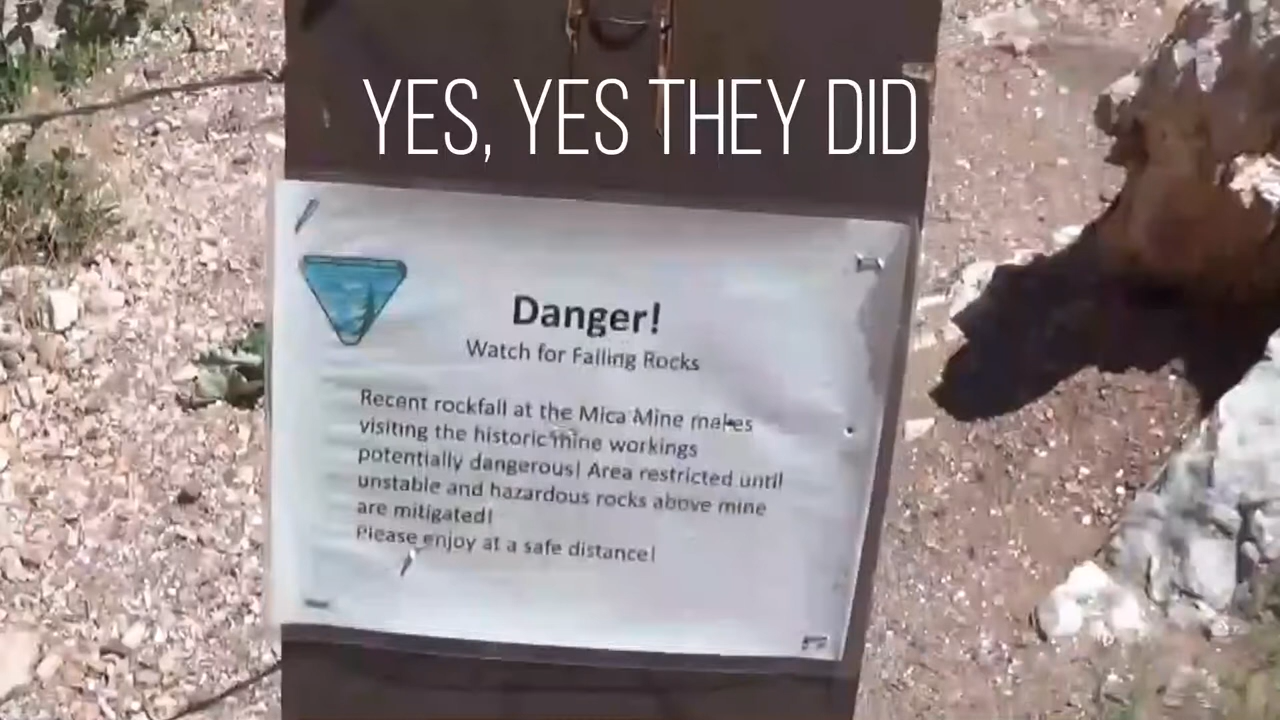 YES, YES THEY DID
Danger!
Watch for Falling Rocks
Recent rockfall at the Mica Mine makes
visiting the historic mine workings
potentially dangerous! Area restricted until
unstable and hazardous rocks above mine
are mitigated!
Please enjoy at a safe distance!